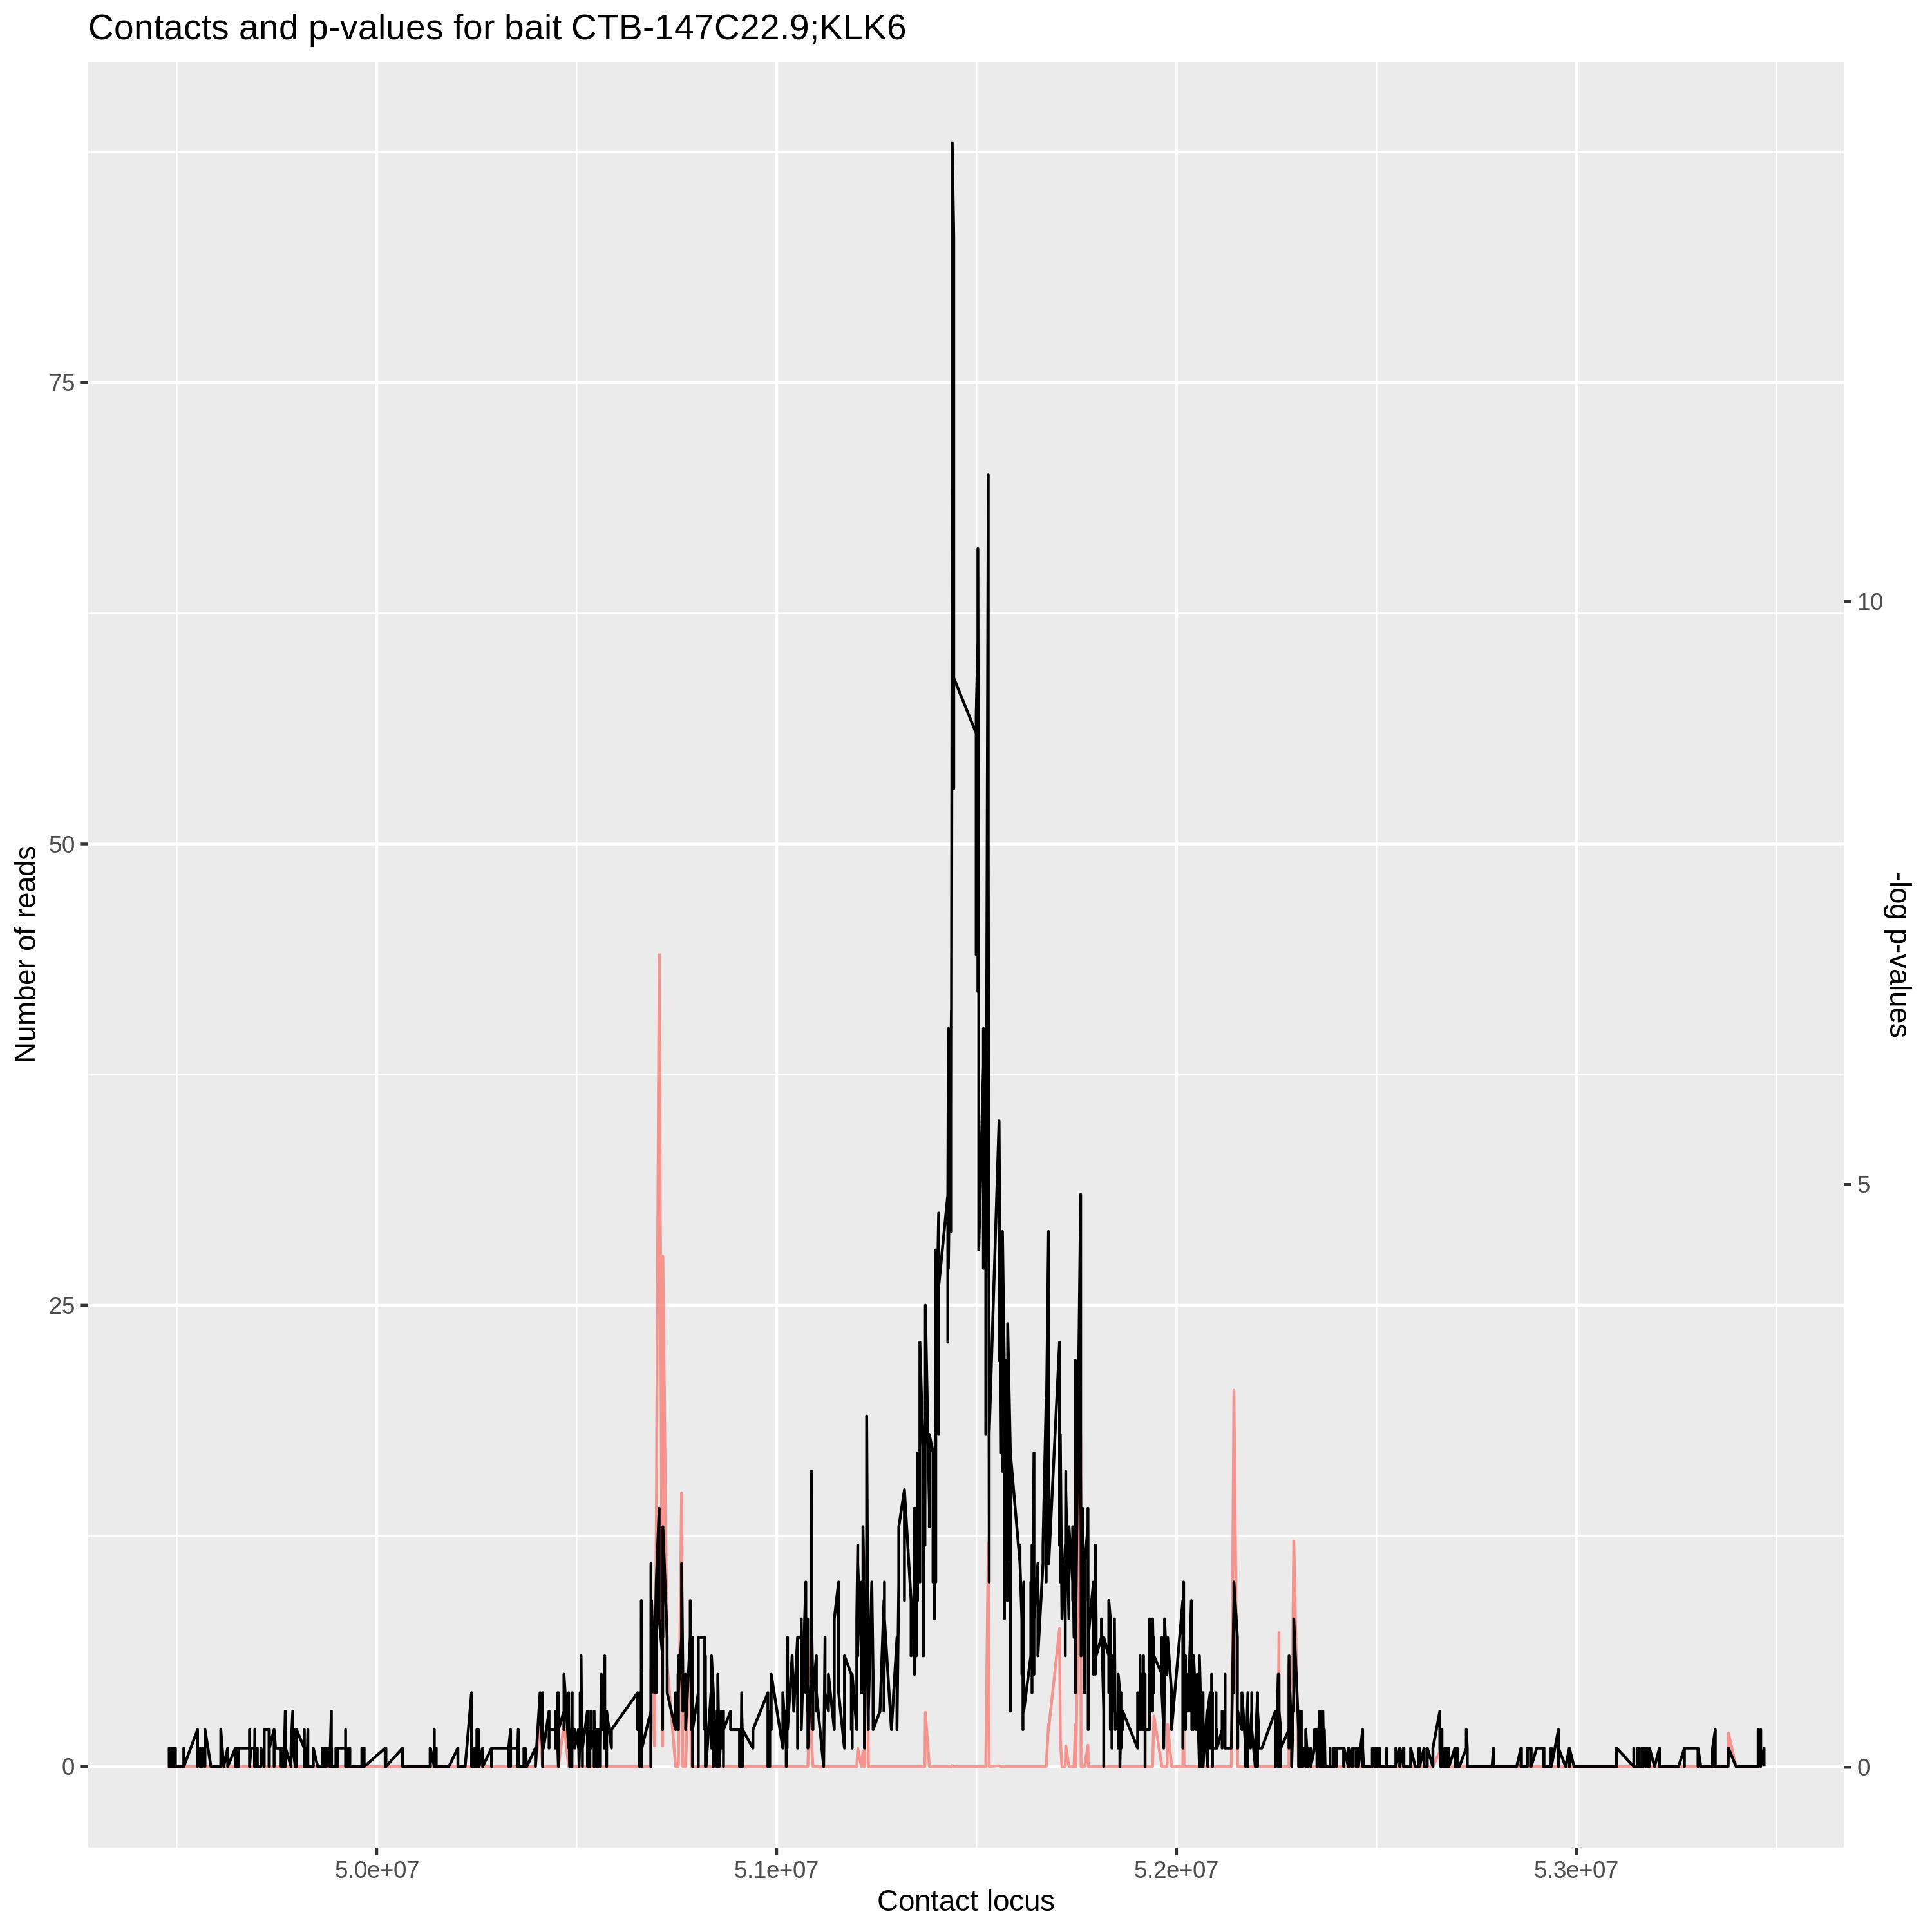 Contacts and p-values for bait CTB-147C22.9;KLK6
75
50
25
0
Number of reads
10
5
0
-log p-values
5.0e+07
5.1e+07
5.2e+07
5.3e+07
Contact locus